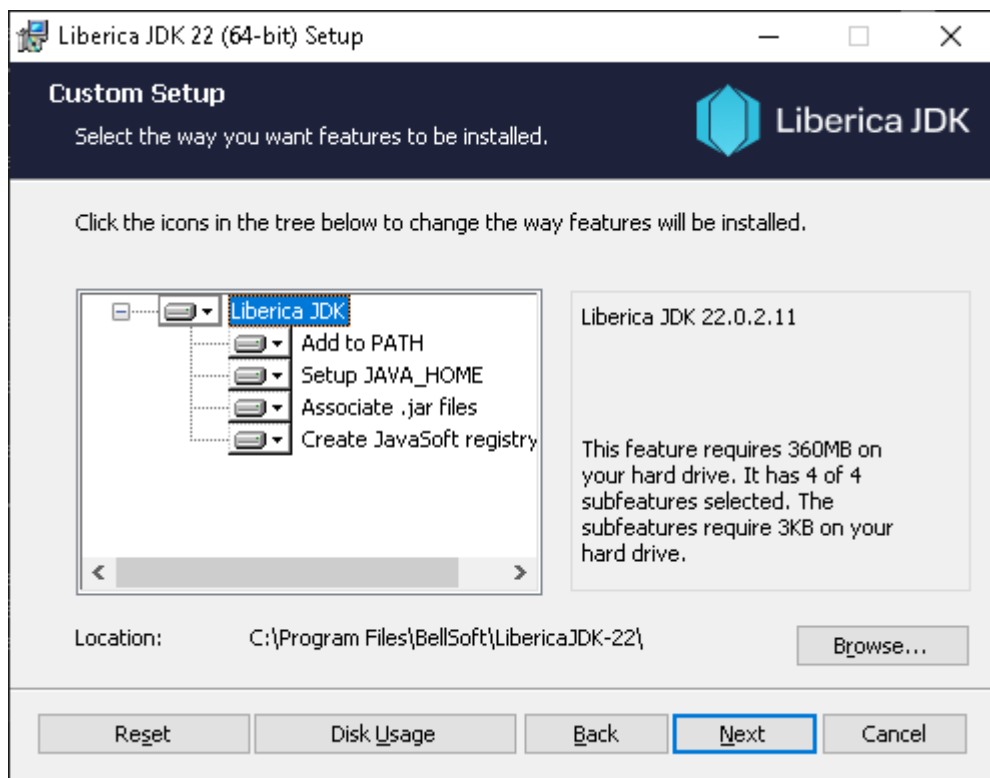 Liberica JDK 22 (64-bit) Setup
Custom Setup
Select the way you want features to be installed.
Liberica JDK
Click the icons in the tree below to change the way features will be installed.
Liberica JDK
Add to PATH
Setup JAVA_HOME
Associate .jar files
Create JavaSoft registry
Liberica JDK 22.0.2.11
This feature requires 360MB on
your hard drive. It has 4 of 4
subfeatures selected. The
subfeatures require 3KB on your
hard drive.
Location: C:\Program Files\BellSoft\LibericaJDK-22\
Browse...
Reset Disk Usage Back Next Cancel